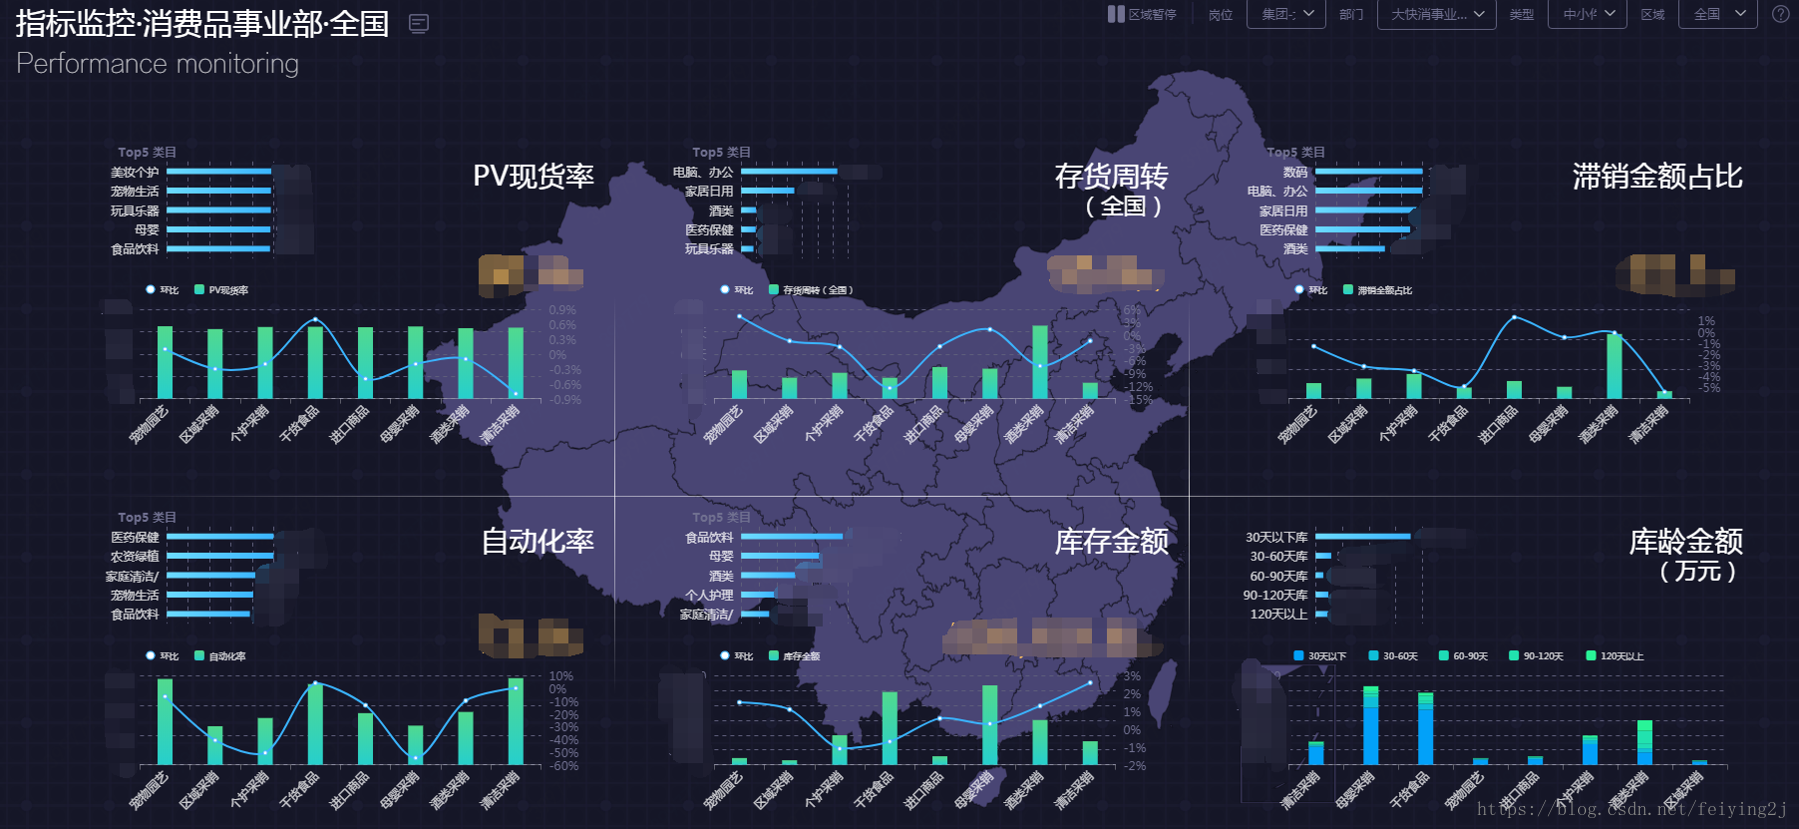 指标监控·消费品事业部·全国
Performance monitoring
区域暂停 岗位 集团- 部门 大快消事业... 类型 中小 区域 全国
Top5 类目
美妆个护
宠物生活
玩具乐器
母婴
食品饮料
PV现货率
环比 PV现货率
0.9%
0.6%
0.3%
0%
-0.3%
-0.6%
-0.9%
宠物园艺 区域采销 个护采销 干货食品 进口商品 母婴采销 酒类采销 清洁采销
Top5 类目
电脑、办公
家居日用
酒类
医药保健
玩具乐器
存货周转
（全国）
环比 存货周转（全国）
6%
3%
0%
-3%
-6%
-9%
-12%
-15%
宠物园艺 区域采销 个护采销 干货食品 进口商品 母婴采销 酒类采销 清洁采销
Top5 类目
数码
电脑、办公
家居日用
医药保健
酒类
滞销金额占比
环比 滞销金额占比
1%
0%
-1%
-2%
-3%
-4%
-5%
宠物园艺 区域采销 个护采销 干货食品 进口商品 母婴采销 酒类采销 清洁采销
Top5 类目
医药保健
农资绿植
家庭清洁/
宠物生活
食品饮料
自动化率
环比 自动化率
10%
0%
-10%
-20%
-30%
-40%
-50%
-60%
宠物园艺 区域采销 个护采销 干货食品 进口商品 母婴采销 酒类采销 清洁采销
Top5 类目
食品饮料
母婴
酒类
个人护理
家庭清洁/
库存金额
环比 库存金额
3%
2%
1%
0%
-1%
-2%
宠物园艺 区域采销 个护采销 干货食品 进口商品 母婴采销 酒类采销 清洁采销
30天以下库
30-60天库
60-90天库
90-120天库
120天以上
库龄金额
（万元）
30天以下 30-60天 60-90天 90-120天 120天以上
清洁采销 母婴采销 干货食品 宠物园艺 进口商品 个护采销 酒类采销 区域采销
https://blog.csdn.net/feiying2j